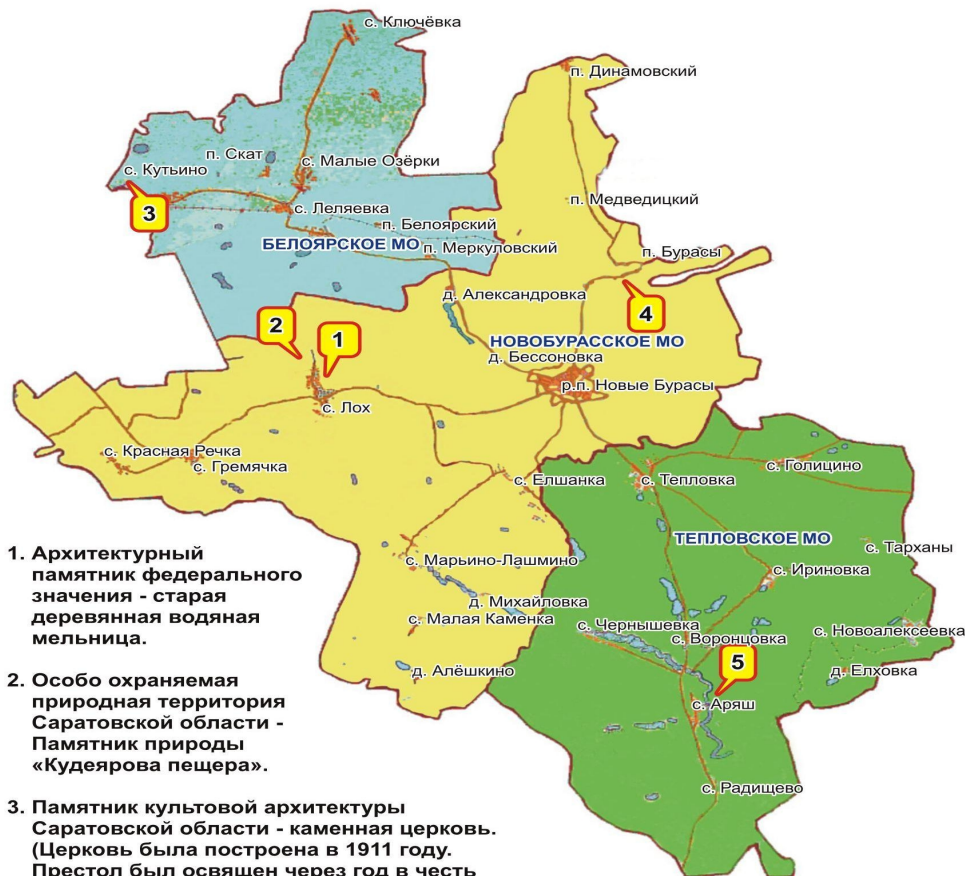 с. Ключёвка
п. Динамовский
п. Скат
с. Малые Озёрки
с. Кутьино
3
с. Леляевка
п. Медведицкий
п. Белоярский
БЕЛОЯРСКОЕ МО
п. Меркуловский
п. Бурасы
д. Александровка
4
2
1
НОВОБУРАССКОЕ МО
д. Бессоновка
р.п. Новые Бурасы
с. Лох
с. Красная Речка
с. Гремячка
с. Елшанка
с. Тепловка
с. Голицино
ТЕПЛОВСКОЕ МО
с. Тарханы
с. Марьино-Лашмино
с. Ириновка
д. Михайловка
с. Малая Каменка
с. Чернышевка
с. Воронцовка
с. Новоалексеевка
5
д. Алёшкино
д. Елховка
с. Аряш
с. Радищево
1. Архитектурный
памятник федерального
значения - старая
деревянная водяная
мельница.
2. Особо охраняемая
природная территория
Саратовской области -
Памятник природы
«Кудеярова пещера».
3. Памятник культовой архитектуры
Саратовской области - каменная церковь.
(Церковь была построена в 1911 году.
Престол был освящен через год в честь